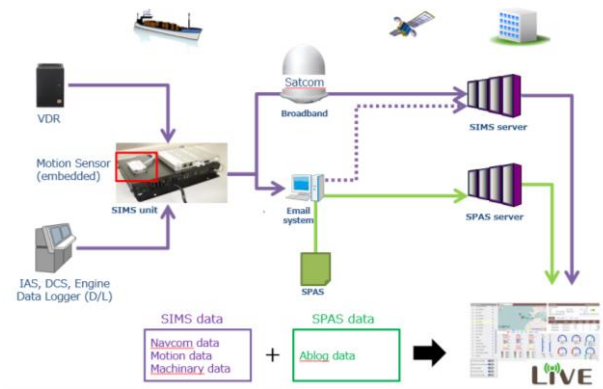 Satcom
Broadband
VDR
SIMS server
Motion Sensor
(embedded)
SIMS unit
Email
system
SPAS server
SPAS
IAS, DCS, Engine
Data Logger (D/L)
SIMS data
SPAS data
Navcom data
Motion data
Machinary data
+
Ablog data
LIVE